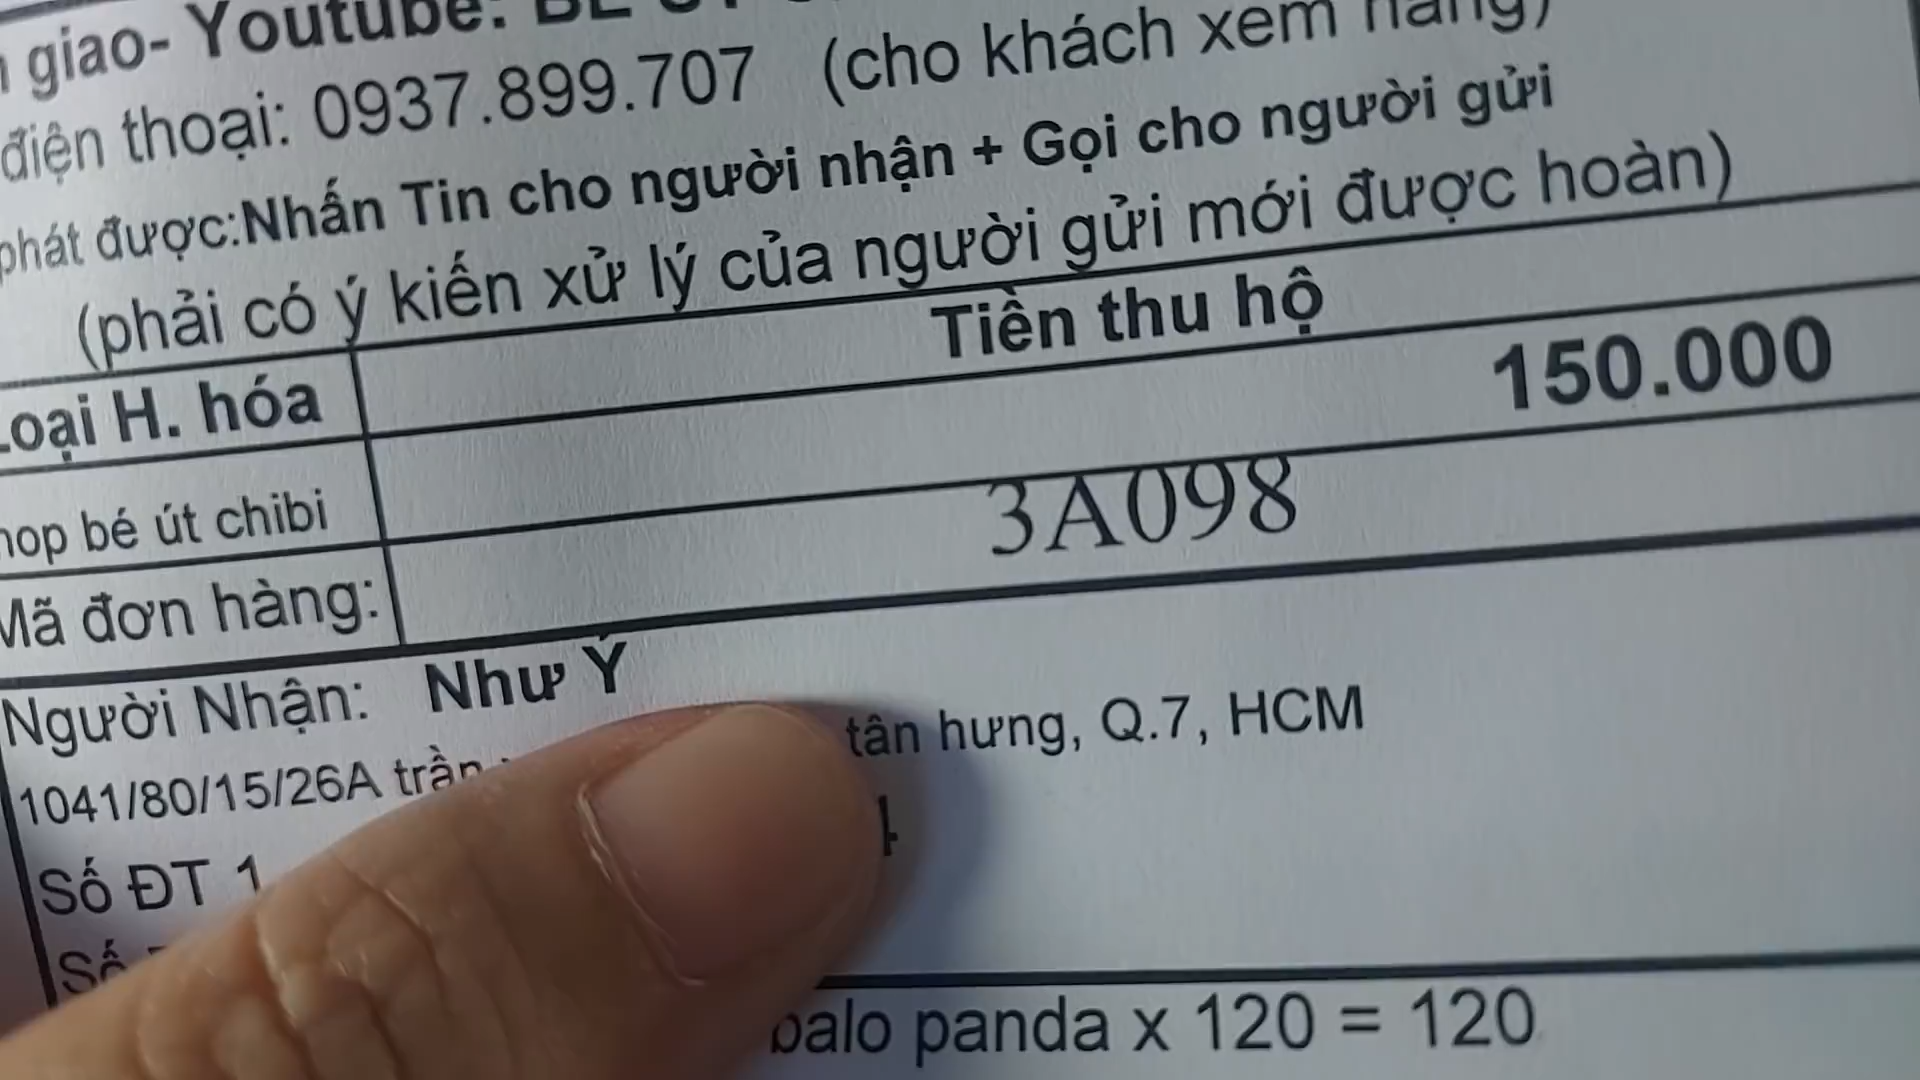 giao- Youtube:
điện thoại: 0937.899.707 (cho khách xem hàng)
phát được:Nhắn Tin cho người nhận + Gọi cho người gửi
(phải có ý kiến xử lý của người gửi mới được hoàn)
Loại H. hóa Tiền thu hộ
150.000
bé út chibi
Mã đơn hàng: 3A098
Người Nhận: Như Ý
1041/80/15/26A trần tân hưng, Q.7, HCM
Số ĐT 1
Số
balo panda x 120 = 120